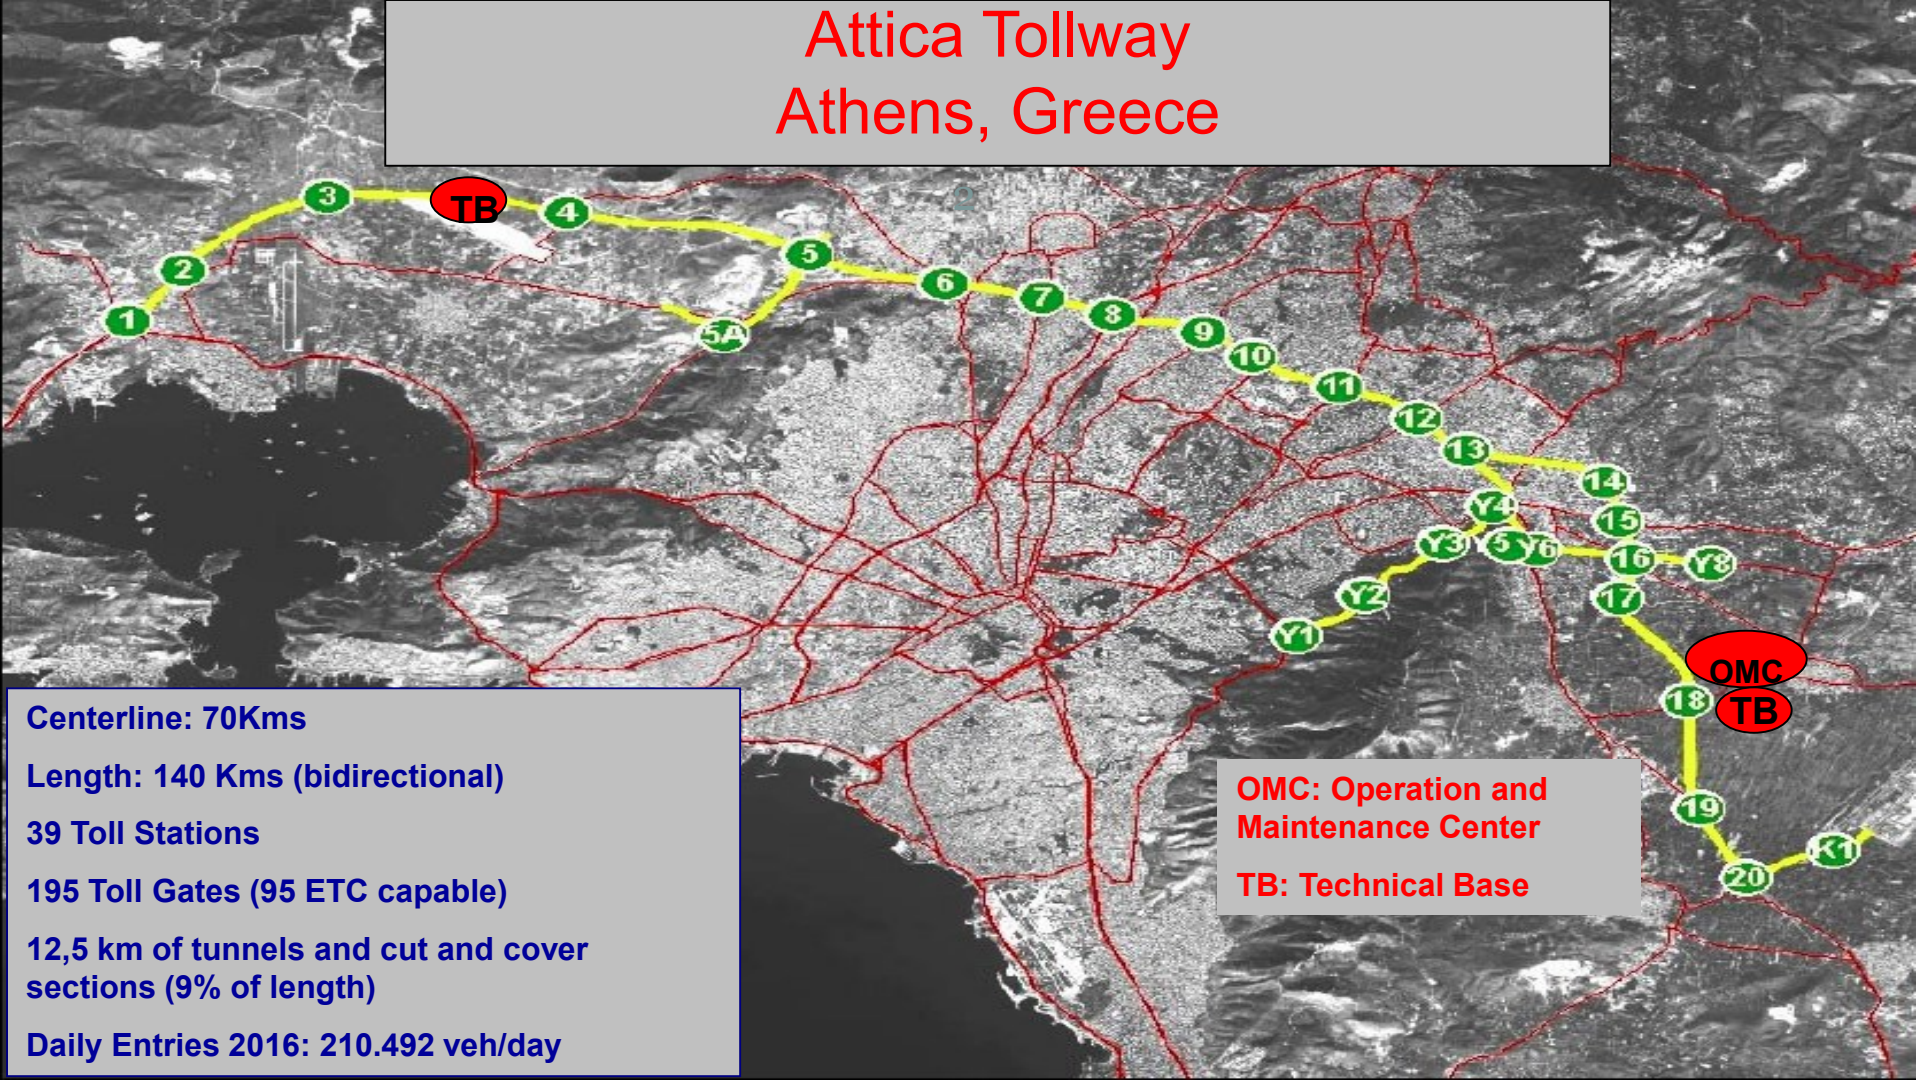 Attica Tollway
Athens, Greece
3
TB
4
2
5
1
5A
6
7
8
9
10
11
12
13
14
Y4
15
Y3
5
Y6
16
Y8
Y2
17
Y1
OMC
18
TB
19
K1
20
Centerline: 70Kms
Length: 140 Kms (bidirectional)
39 Toll Stations
195 Toll Gates (95 ETC capable)
12,5 km of tunnels and cut and cover
sections (9% of length)
Daily Entries 2016: 210.492 veh/day
OMC: Operation and
Maintenance Center
TB: Technical Base